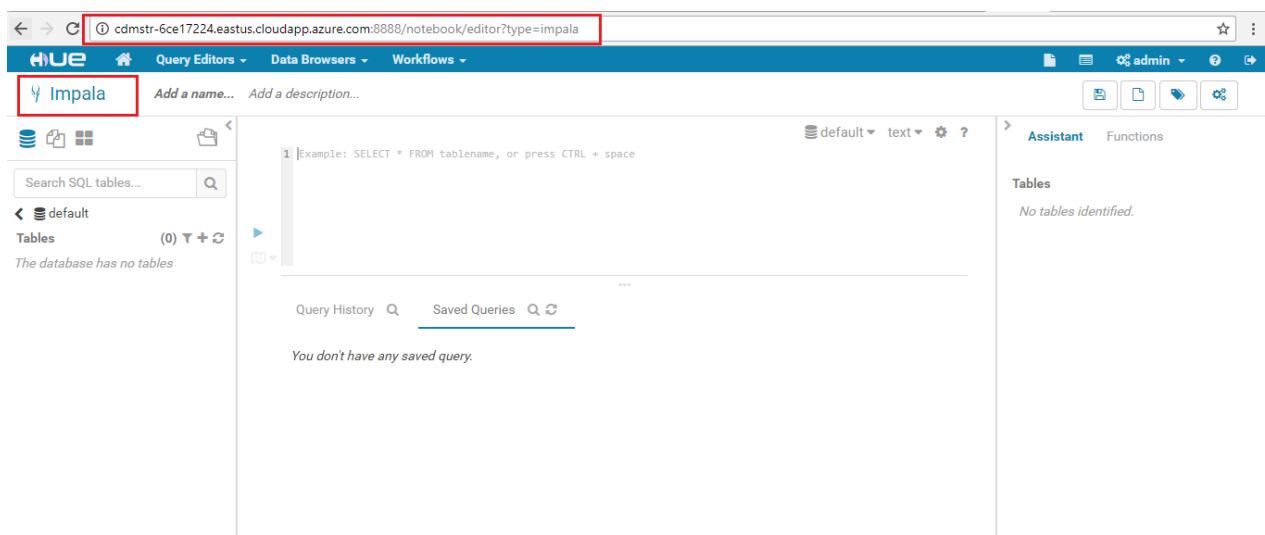 cdmstr-6ce17224.eastus.cloudapp.azure.com:8888/notebook/editor?type=impala
HUE Query Editors Data Browsers Workflows admin ?
Impala Add a name... Add a description...
default text ? Assistant Functions
1 Example: SELECT * FROM tablename, or press CTRL + space
Search SQL tables... Tables
default No tables identified.
Tables (0)
The database has no tables
Query History Saved Queries
You don't have any saved query.